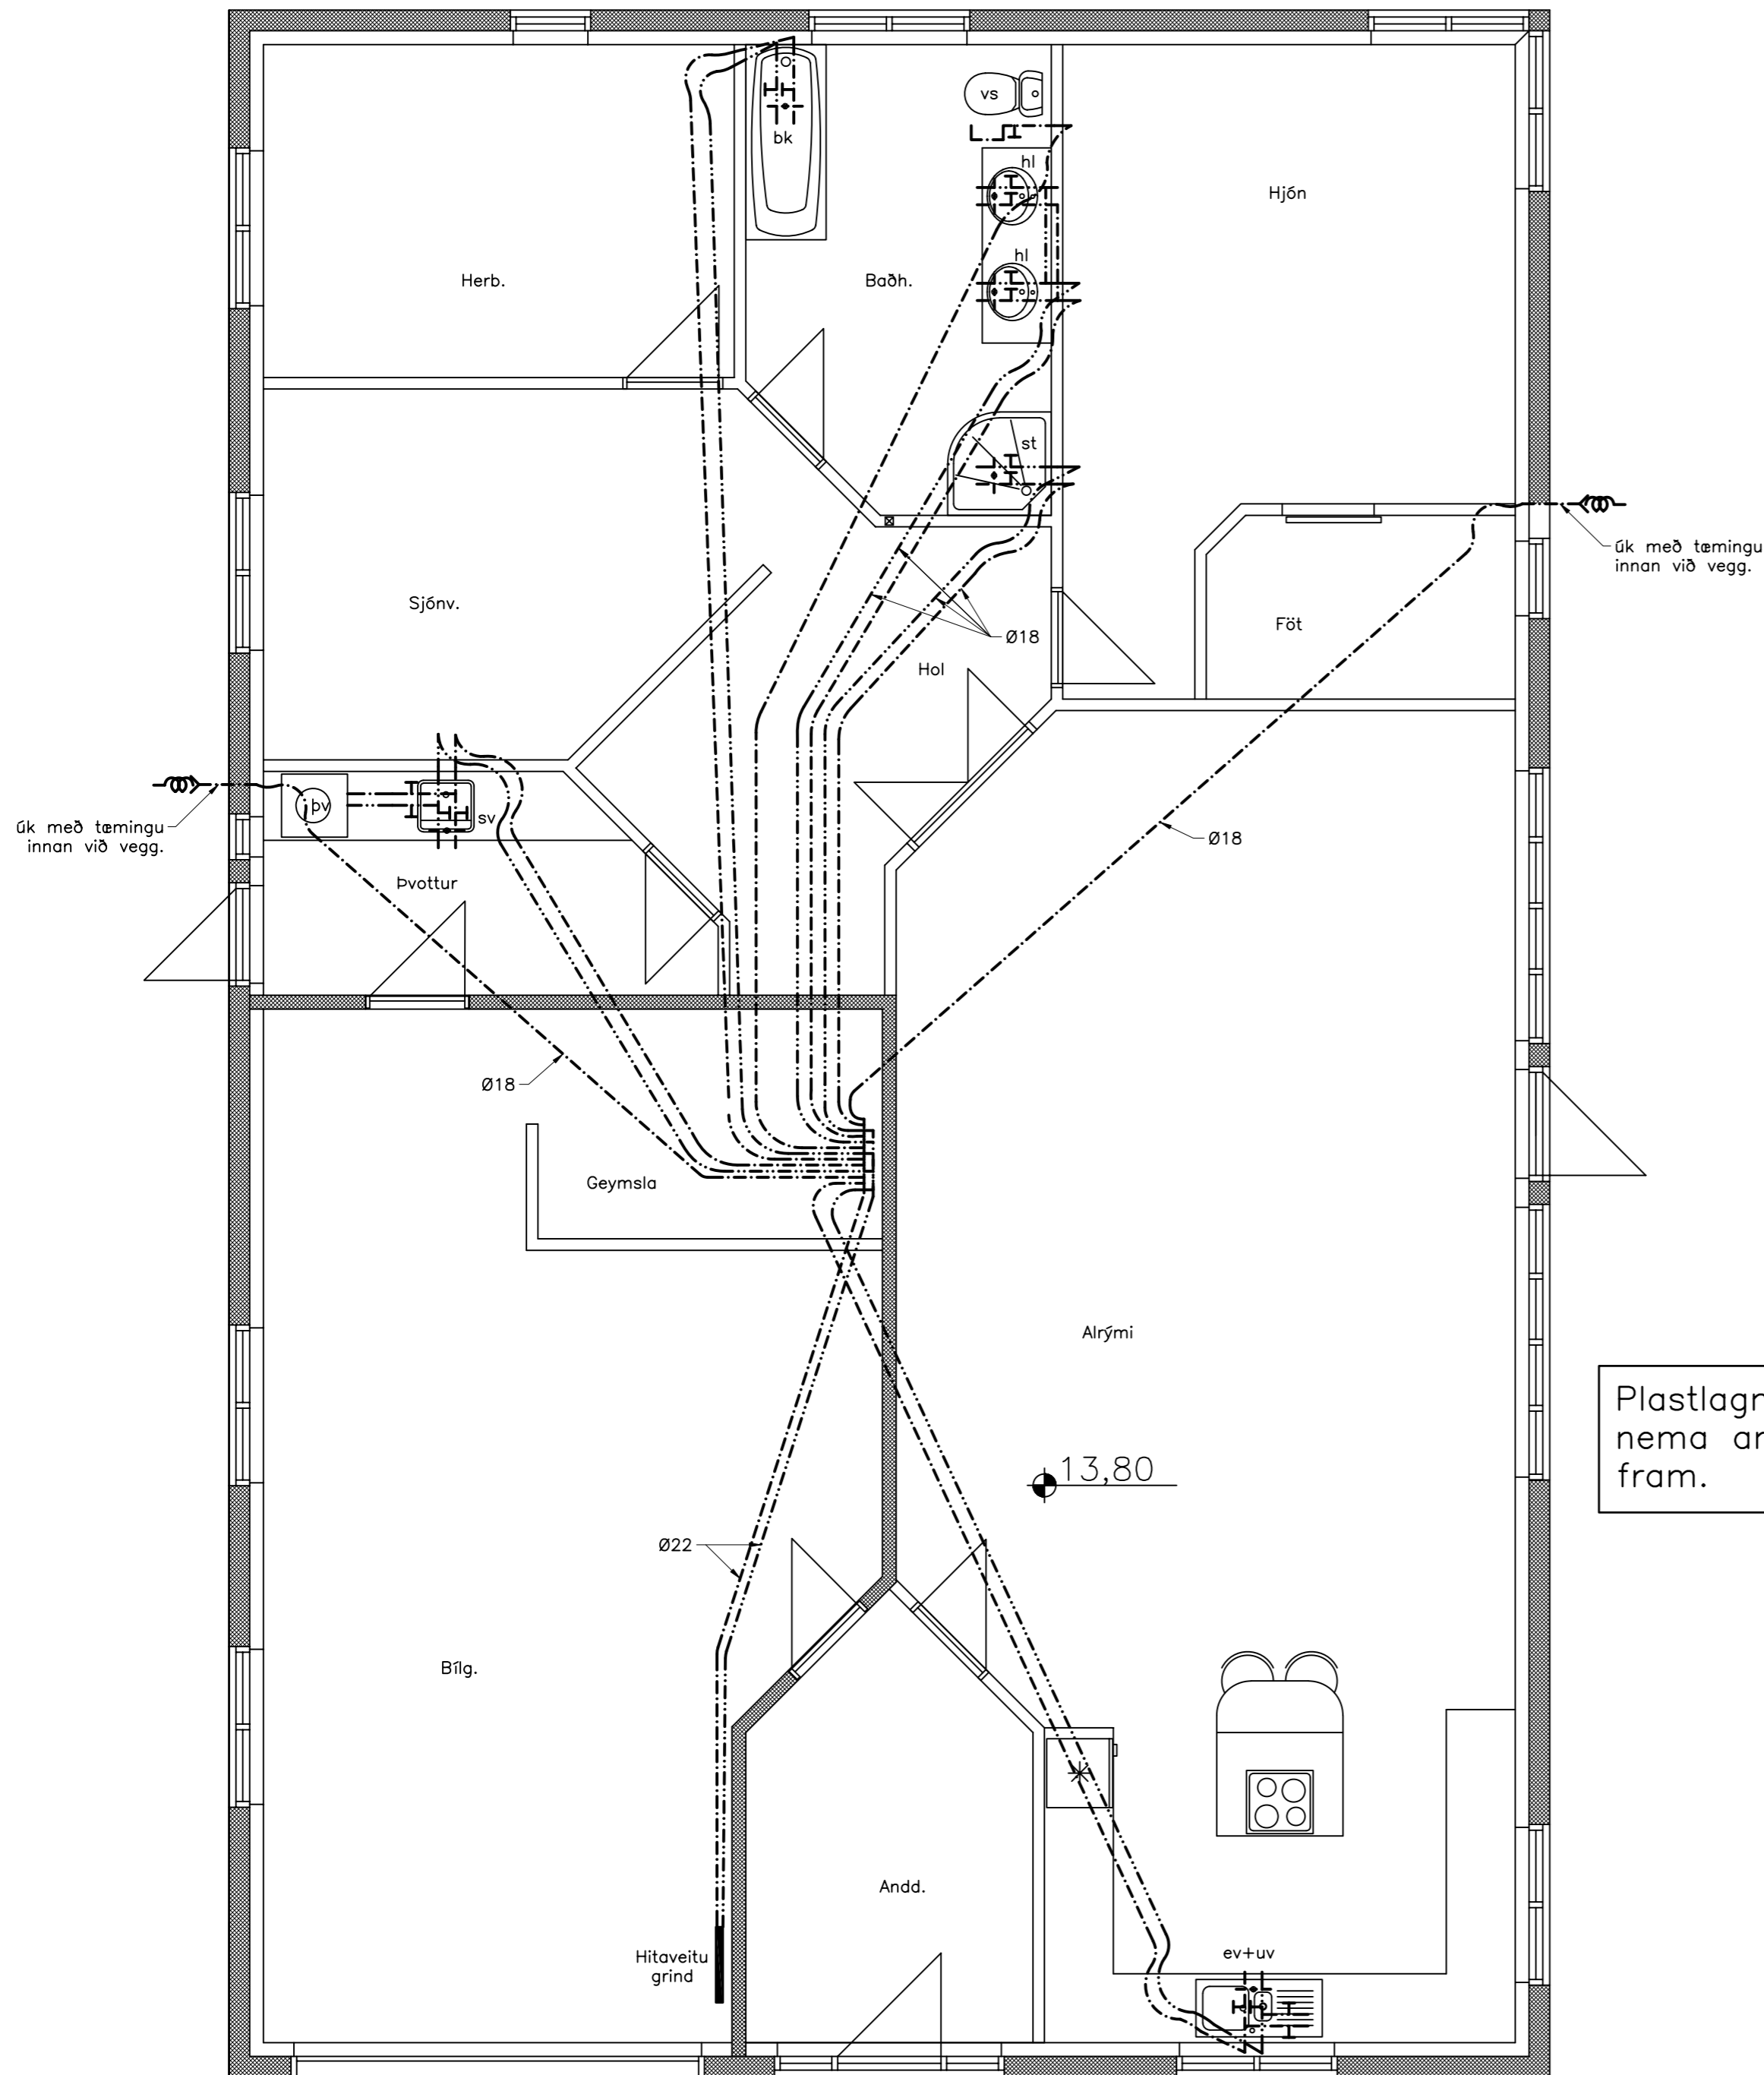 vs
bk
hl
Hjón
hl
Herb.
Baðh.
st
úk með tæmingu
innan við vegg.
Sjónv.
Föt
Ø18
Hol
þv
sv
úk með tæmingu
innan við vegg.
Ø18
Þvottur
Ø18
Geymsla
Alrými
nema
fram.
13,80
Ø22
Bílg.
Andd.
Hitaveitu
grind
ev+uv